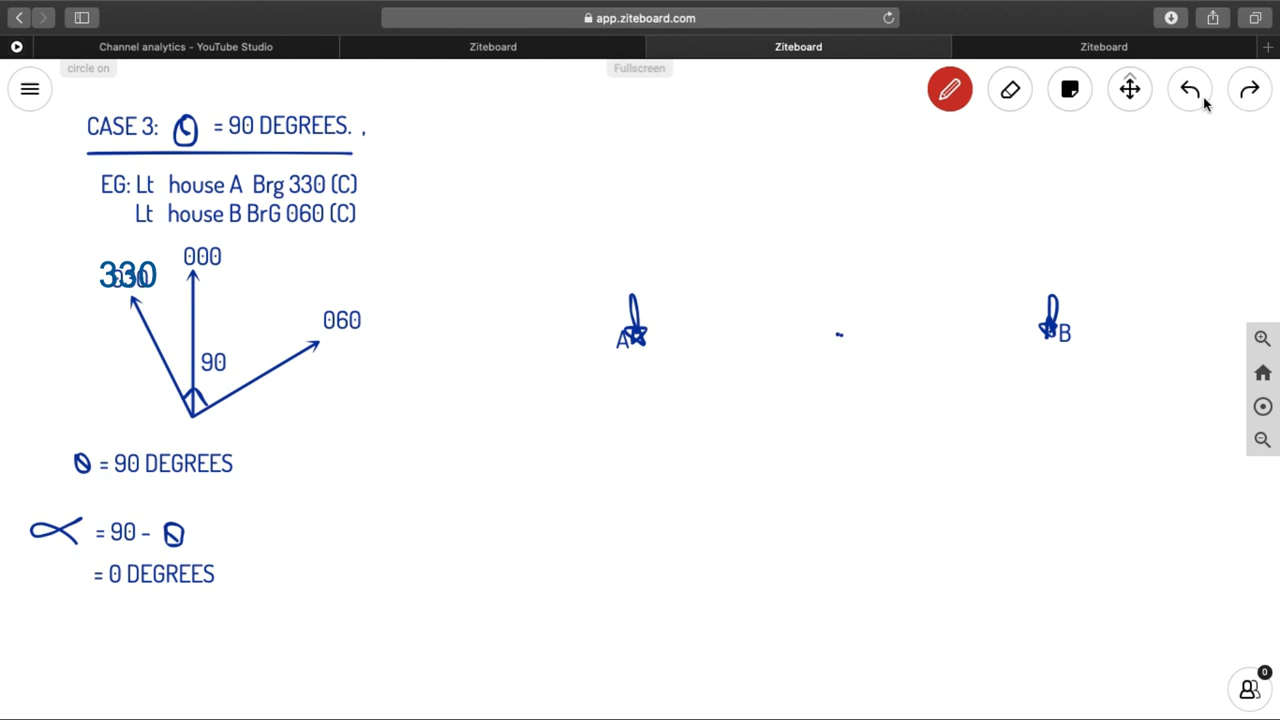 app.ziteboard.com
Channel analytics - YouTube Studio
Ziteboard
Ziteboard
Ziteboard
circle on
Fullscreen
CASE 3: θ = 90 DEGREES. ,
EG: Lt house A Brg 330 (C)
Lt house B BrG 060 (C)
000
330
060
90
A
B
θ = 90 DEGREES
∝ = 90 - θ
= 0 DEGREES
0